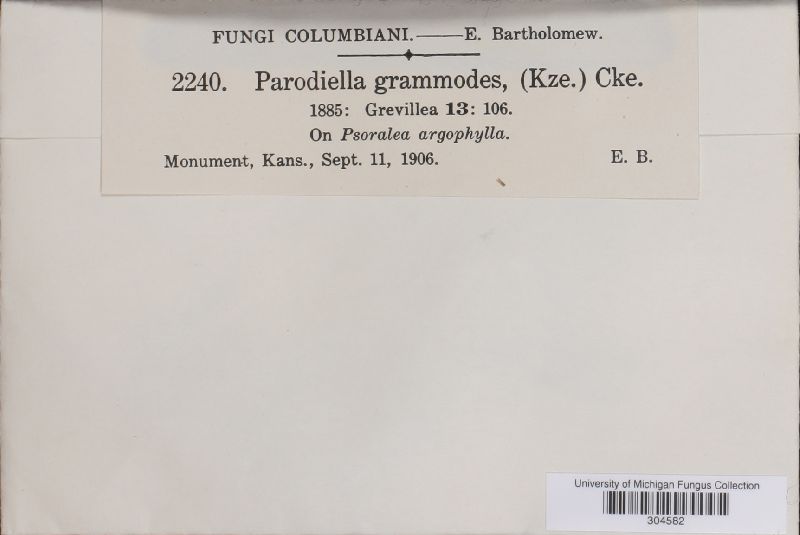 FUNGI COLUMBIANI.——E. Bartholomew.
2240. Parodiella grammodes, (Kze.) Cke.
1885: Grevillea 13: 106.
On Psoralea argophylla.
Monument, Kans., Sept. 11, 1906. E. B.
University of Michigan Fungus Collection
304582